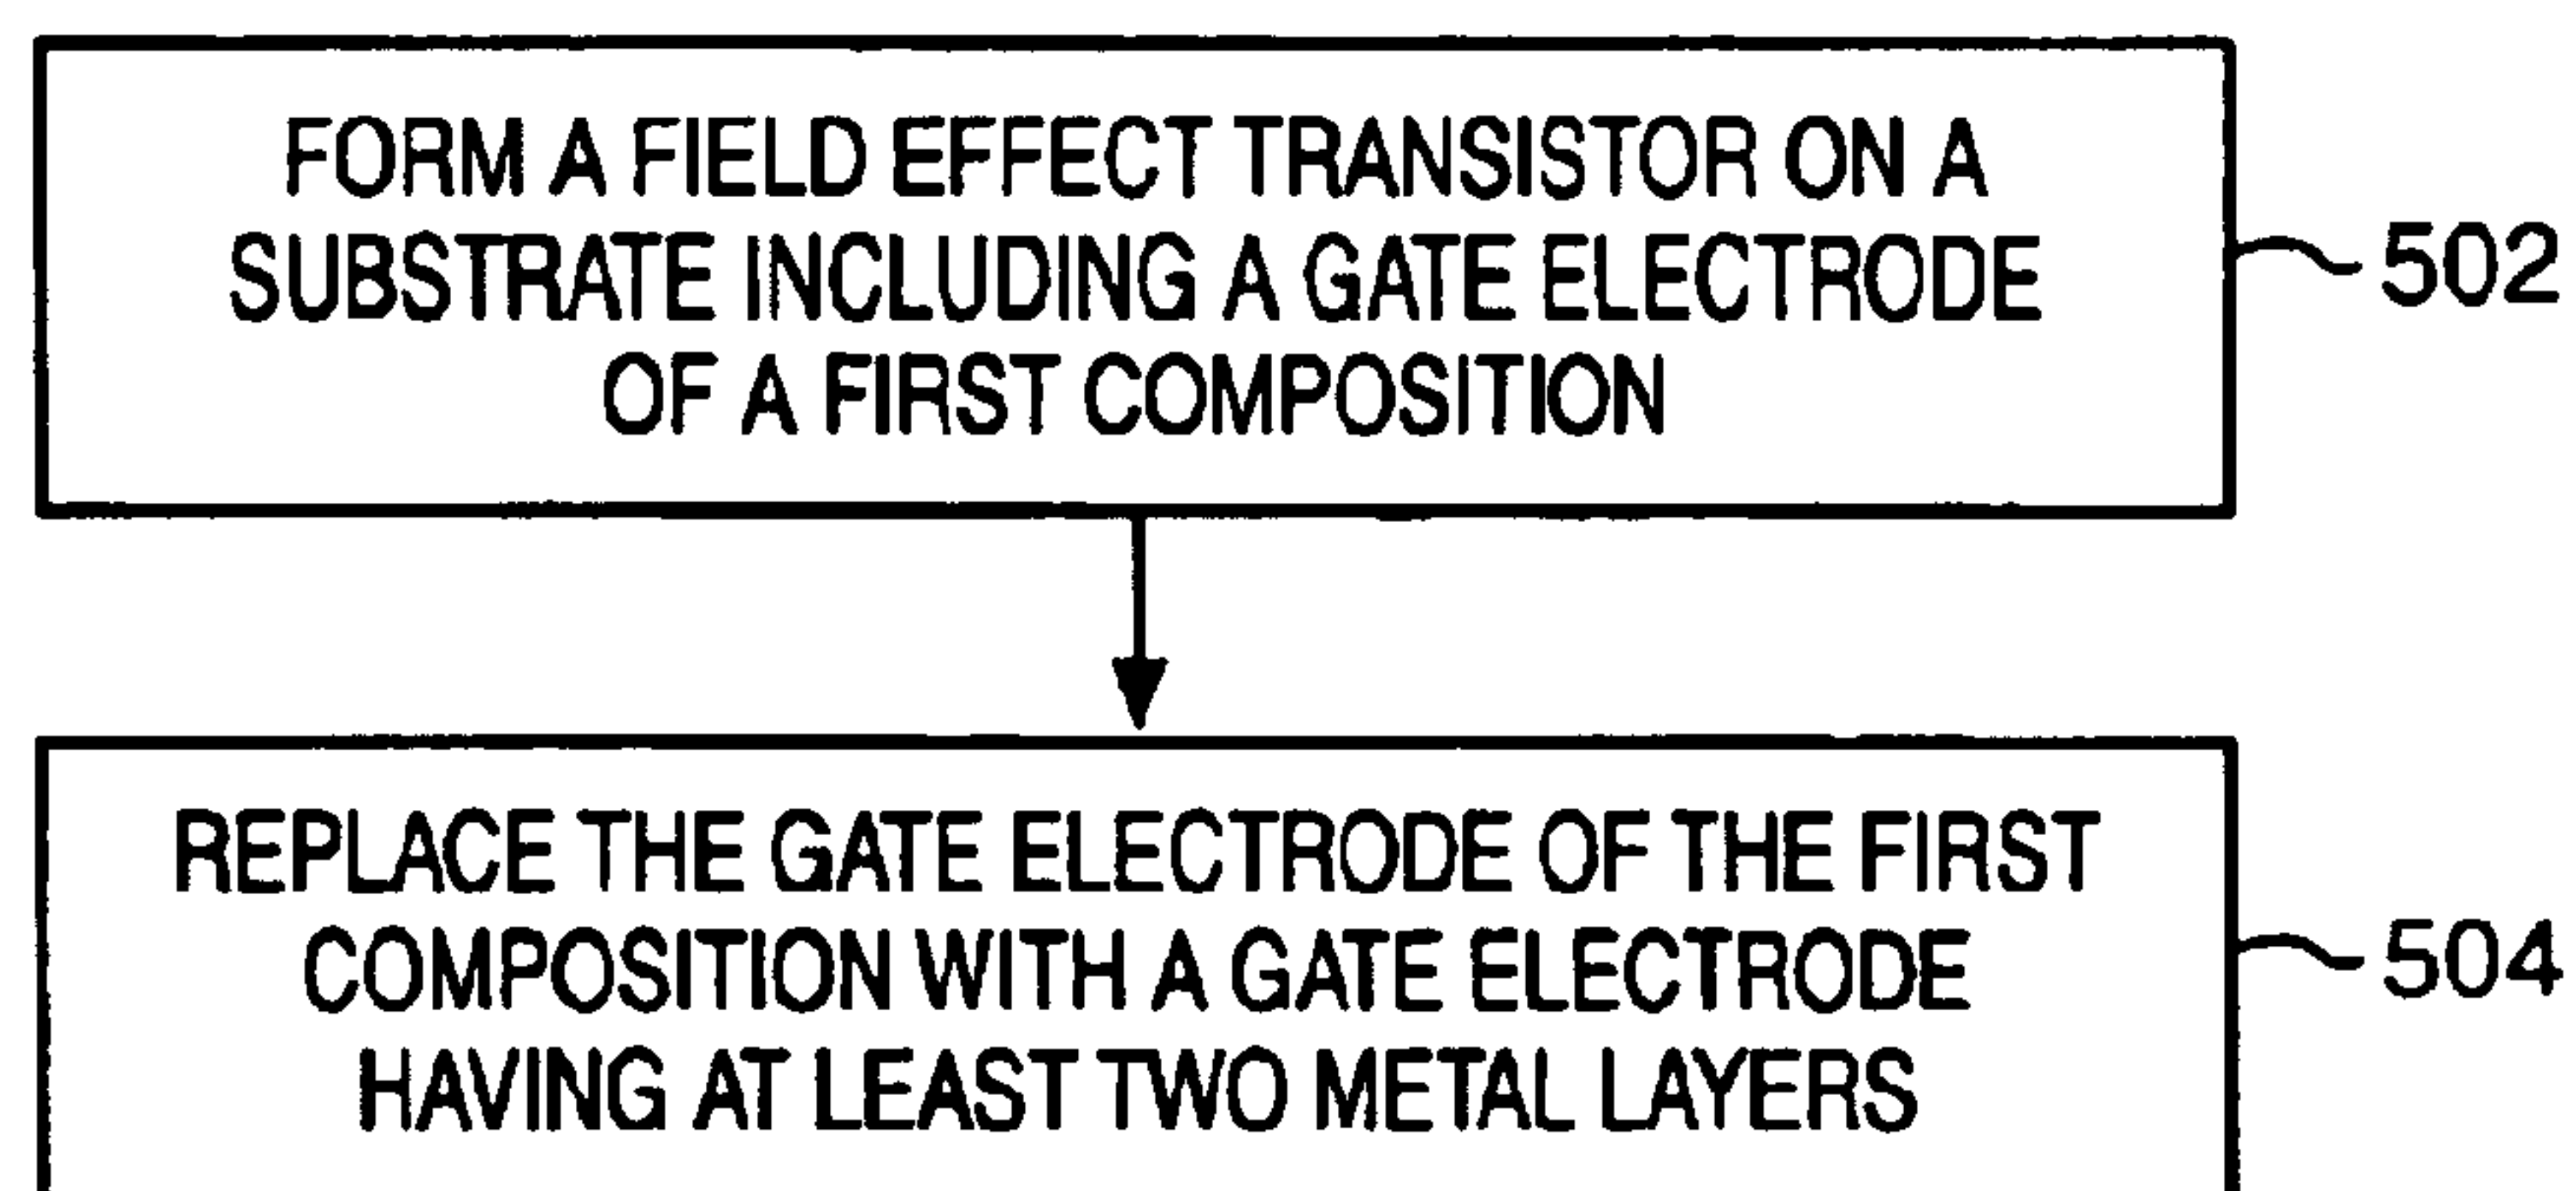 FORM A FIELD EFFECT TRANSISTOR ON A
SUBSTRATE INCLUDING A GATE ELECTRODE
OF A FIRST COMPOSITION
502
REPLACE THE GATE ELECTRODE OF THE FIRST
COMPOSITION WITH A GATE ELECTRODE
HAVING AT LEAST TWO METAL LAYERS
504